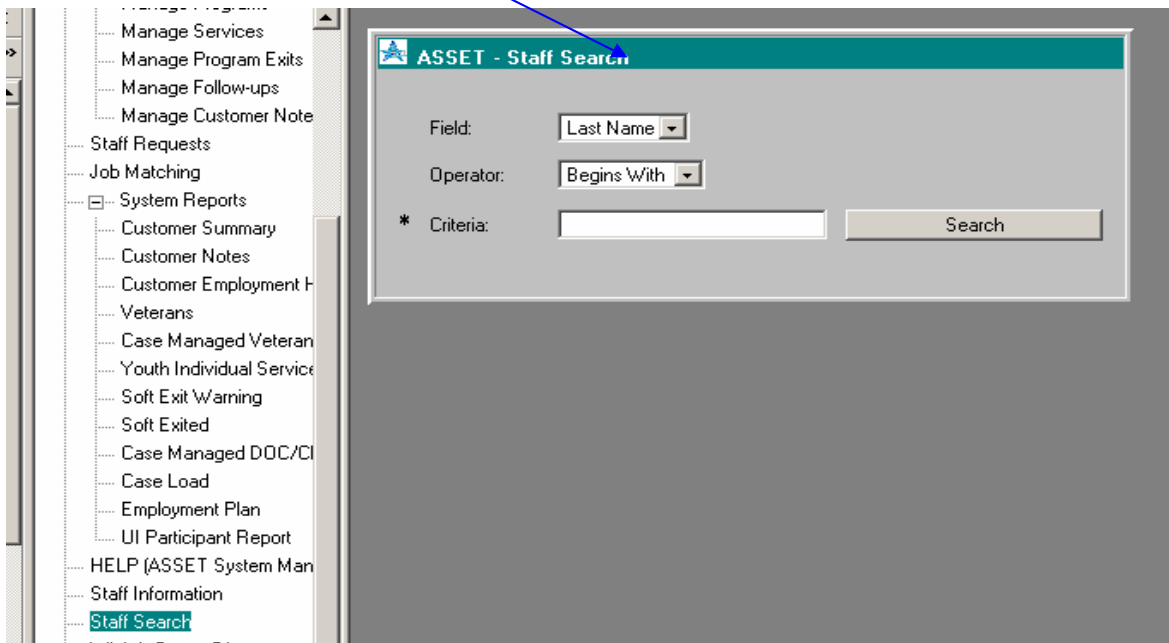 Manage Programs
Manage Services
Manage Program Exits
Manage Follow-ups
Manage Customer Note
Staff Requests
Job Matching
System Reports
Customer Summary
Customer Notes
Customer Employment H
Veterans
Case Managed Veteran
Youth Individual Service
Soft Exit Warning
Soft Exited
Case Managed DOC/CI
Case Load
Employment Plan
UI Participant Report
HELP (ASSET System Man
Staff Information
Staff Search
ASSET - Staff Search
Field: Last Name
Operator: Begins With
* Criteria: Search